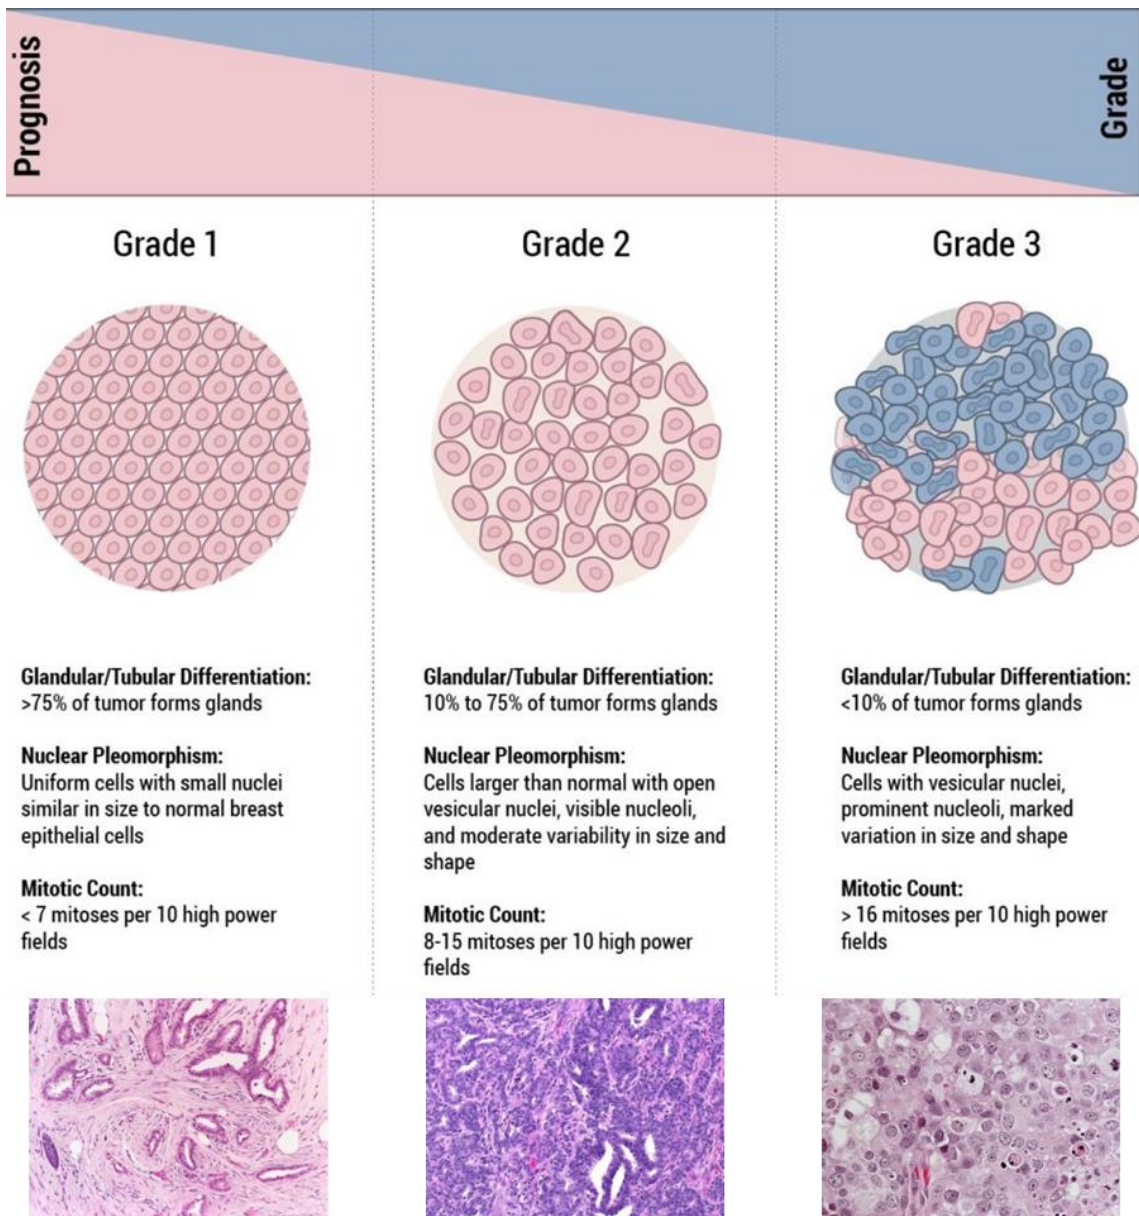 Prognosis
Grade
Grade 1
Glandular/Tubular Differentiation:
>75% of tumor forms glands
Nuclear Pleomorphism:
Uniform cells with small nuclei
similar in size to normal breast
epithelial cells
Mitotic Count:
< 7 mitoses per 10 high power
fields
Grade 2
Glandular/Tubular Differentiation:
10% to 75% of tumor forms glands
Nuclear Pleomorphism:
Cells larger than normal with open
vesicular nuclei, visible nucleoli,
and moderate variability in size and
shape
Mitotic Count:
8-15 mitoses per 10 high power
fields
Grade 3
Glandular/Tubular Differentiation:
<10% of tumor forms glands
Nuclear Pleomorphism:
Cells with vesicular nuclei,
prominent nucleoli, marked
variation in size and shape
Mitotic Count:
> 16 mitoses per 10 high power
fields